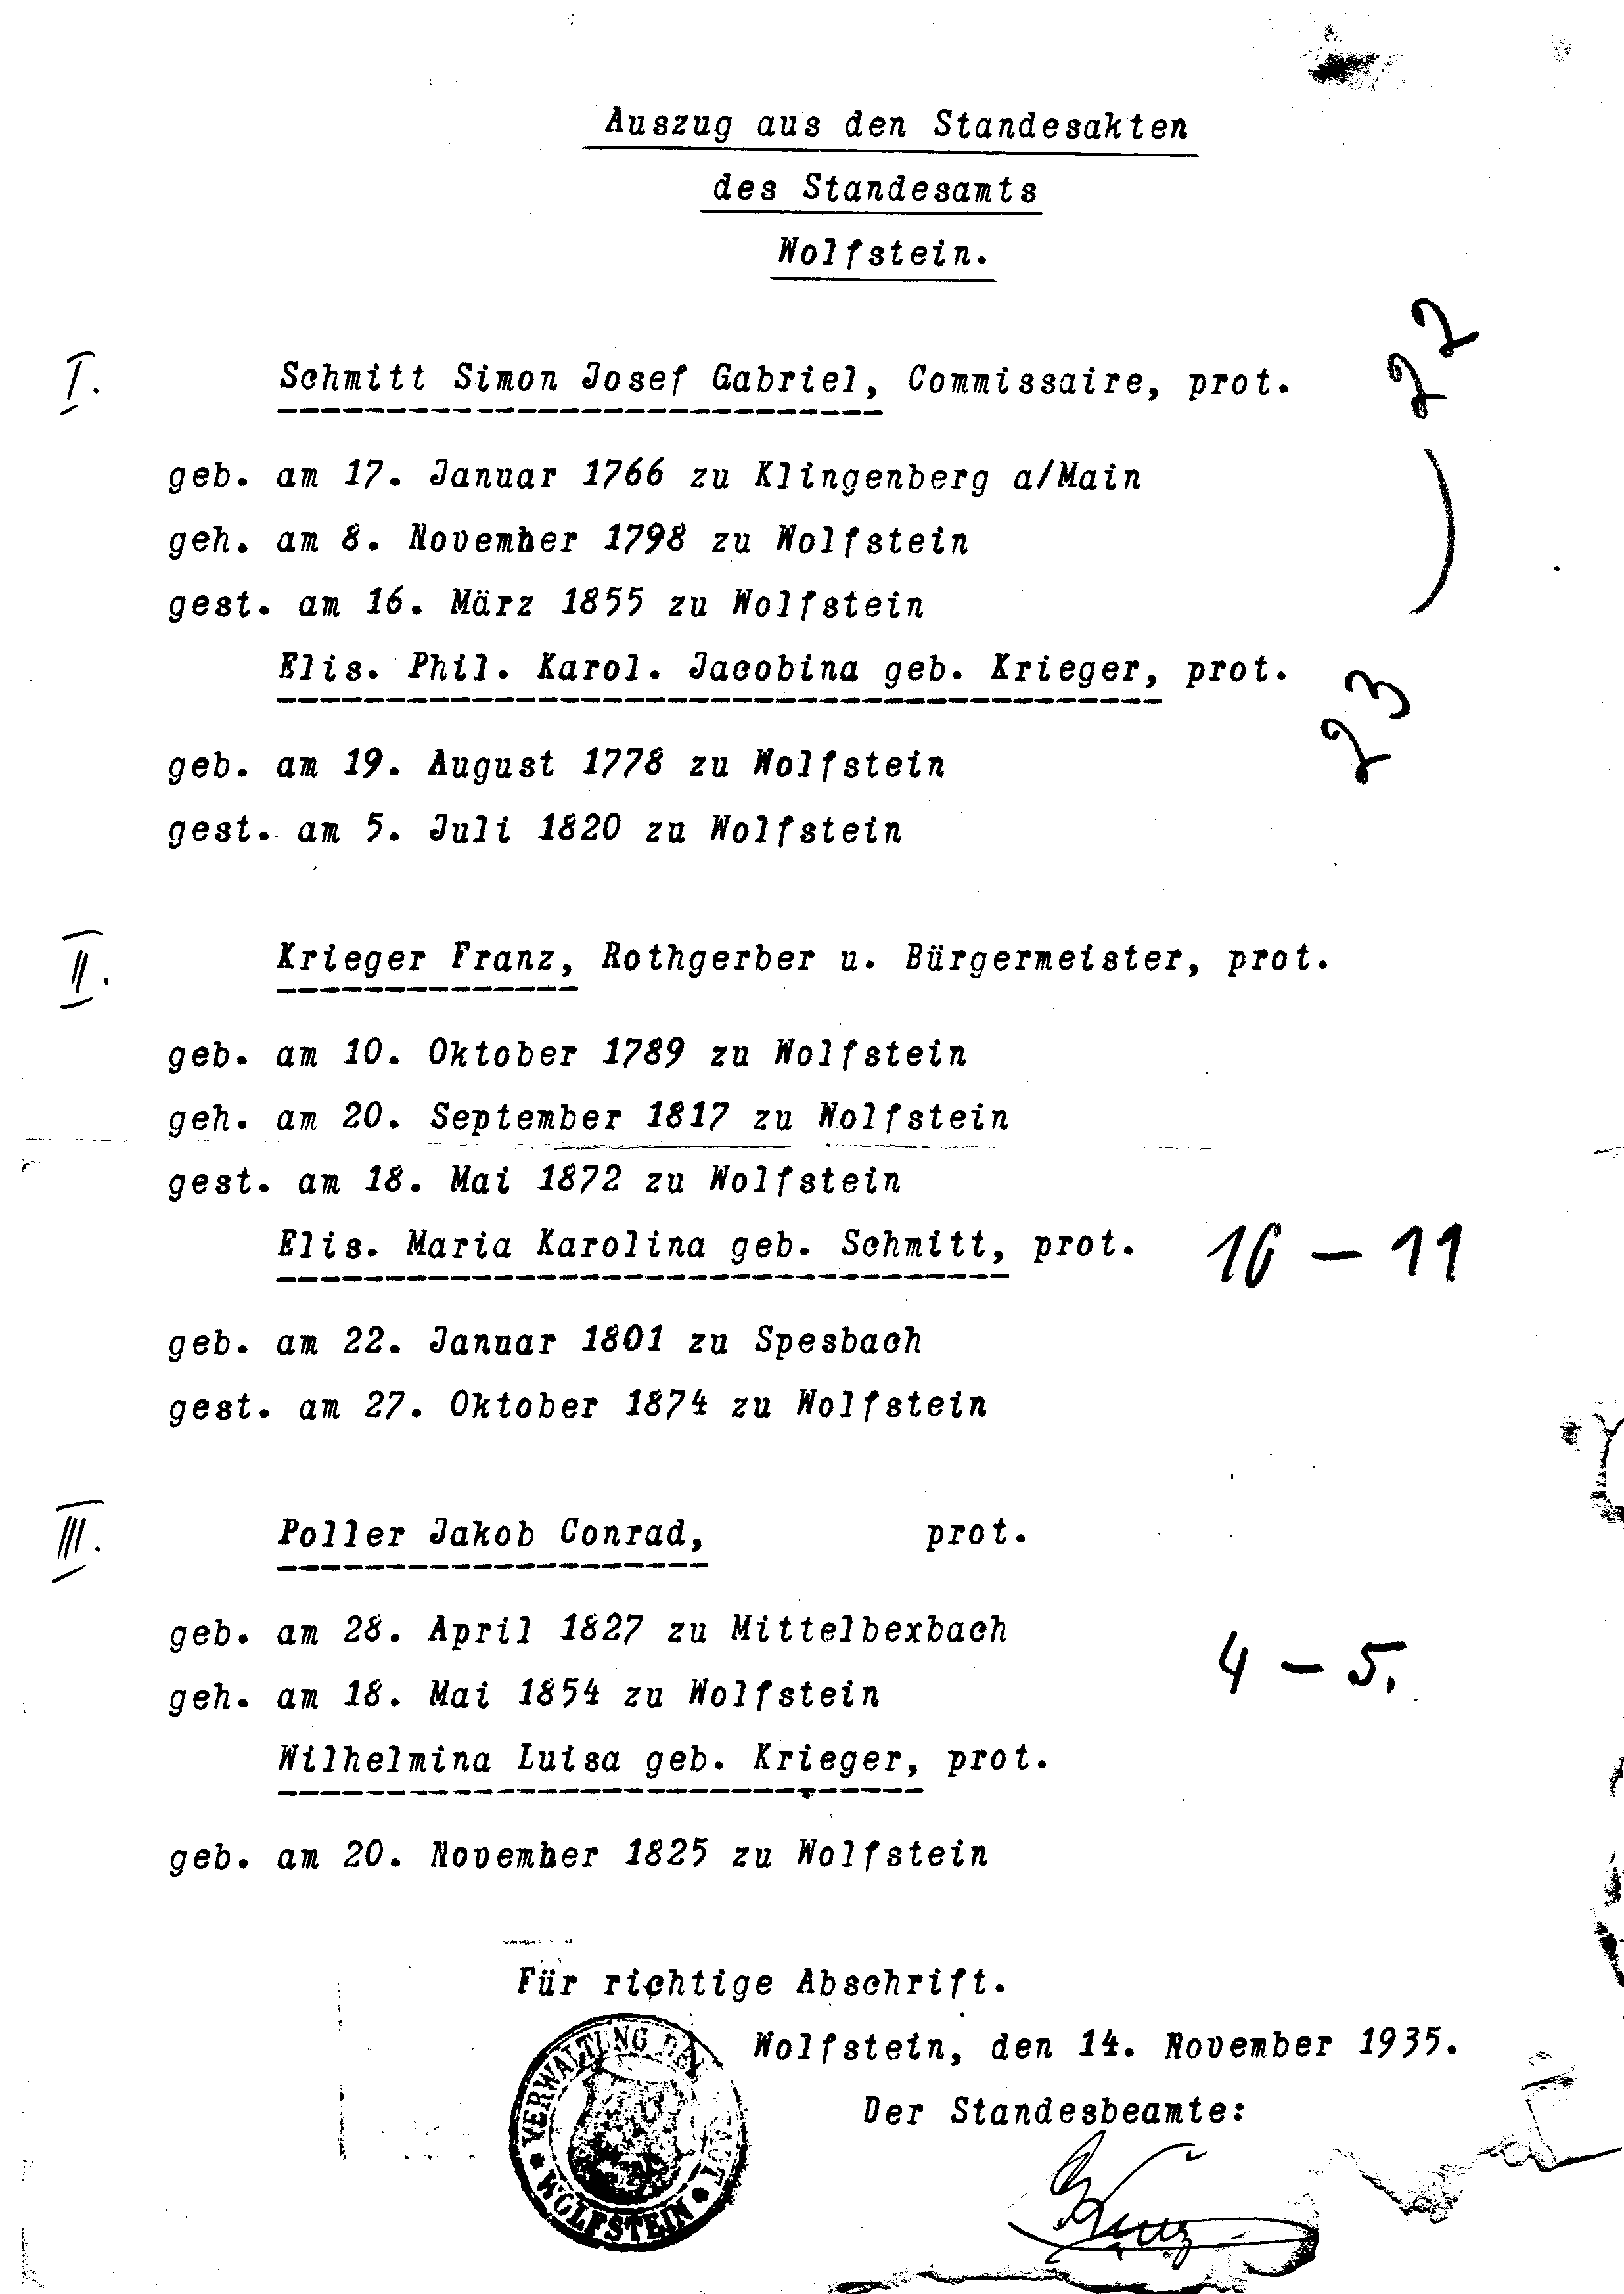 Auszug aus den Standesakten
des Standesamts
Wolfstein.
I. Schmitt Simon Josef Gabriel, Commissaire, prot.
22
geb. am 17. Januar 1766 zu Klingenberg a/Main
geh. am 8. November 1798 zu Wolfstein
gest. am 16. März 1855 zu Wolfstein
Elis. Phil. Karol. Jacobina geb. Krieger, prot.
23
geb. am 19. August 1778 zu Wolfstein
gest. am 5. Juli 1820 zu Wolfstein
II. Krieger Franz, Rothgerber u. Bürgermeister, prot.
geb. am 10. Oktober 1789 zu Wolfstein
geh. am 20. September 1817 zu Wolfstein
gest. am 18. Mai 1872 zu Wolfstein
Elis. Maria Karolina geb. Schmitt, prot. 10 – 11
geb. am 22. Januar 1801 zu Spesbach
gest. am 27. Oktober 1874 zu Wolfstein
III. Poller Jakob Conrad, prot.
geb. am 28. April 1827 zu Mittelbexbach
4 – 5.
geh. am 18. Mai 1854 zu Wolfstein
Wilhelmina Luisa geb. Krieger, prot.
geb. am 20. November 1825 zu Wolfstein
Für richtige Abschrift.
Wolfstein, den 14. November 1935.
Der Standesbeamte:
VERWALTUNG DER STADT
WOLFSTEIN